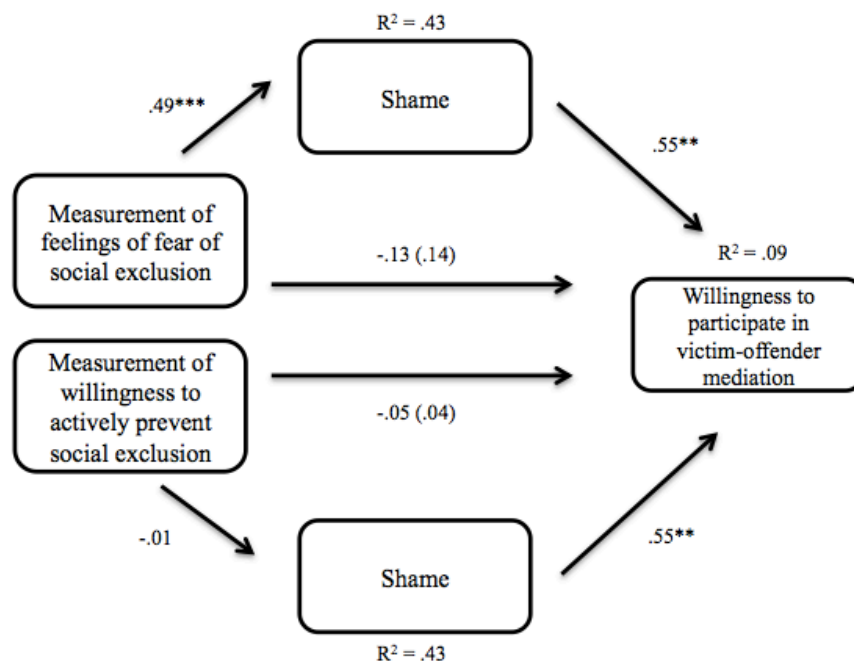 R² = .43
Shame
.49***
.55**
Measurement of
feelings of fear of
social exclusion
-.13 (.14)
R² = .09
Willingness to
participate in
victim-offender
mediation
Measurement of
willingness to
actively prevent
social exclusion
-.05 (.04)
-.01
.55**
Shame
R² = .43